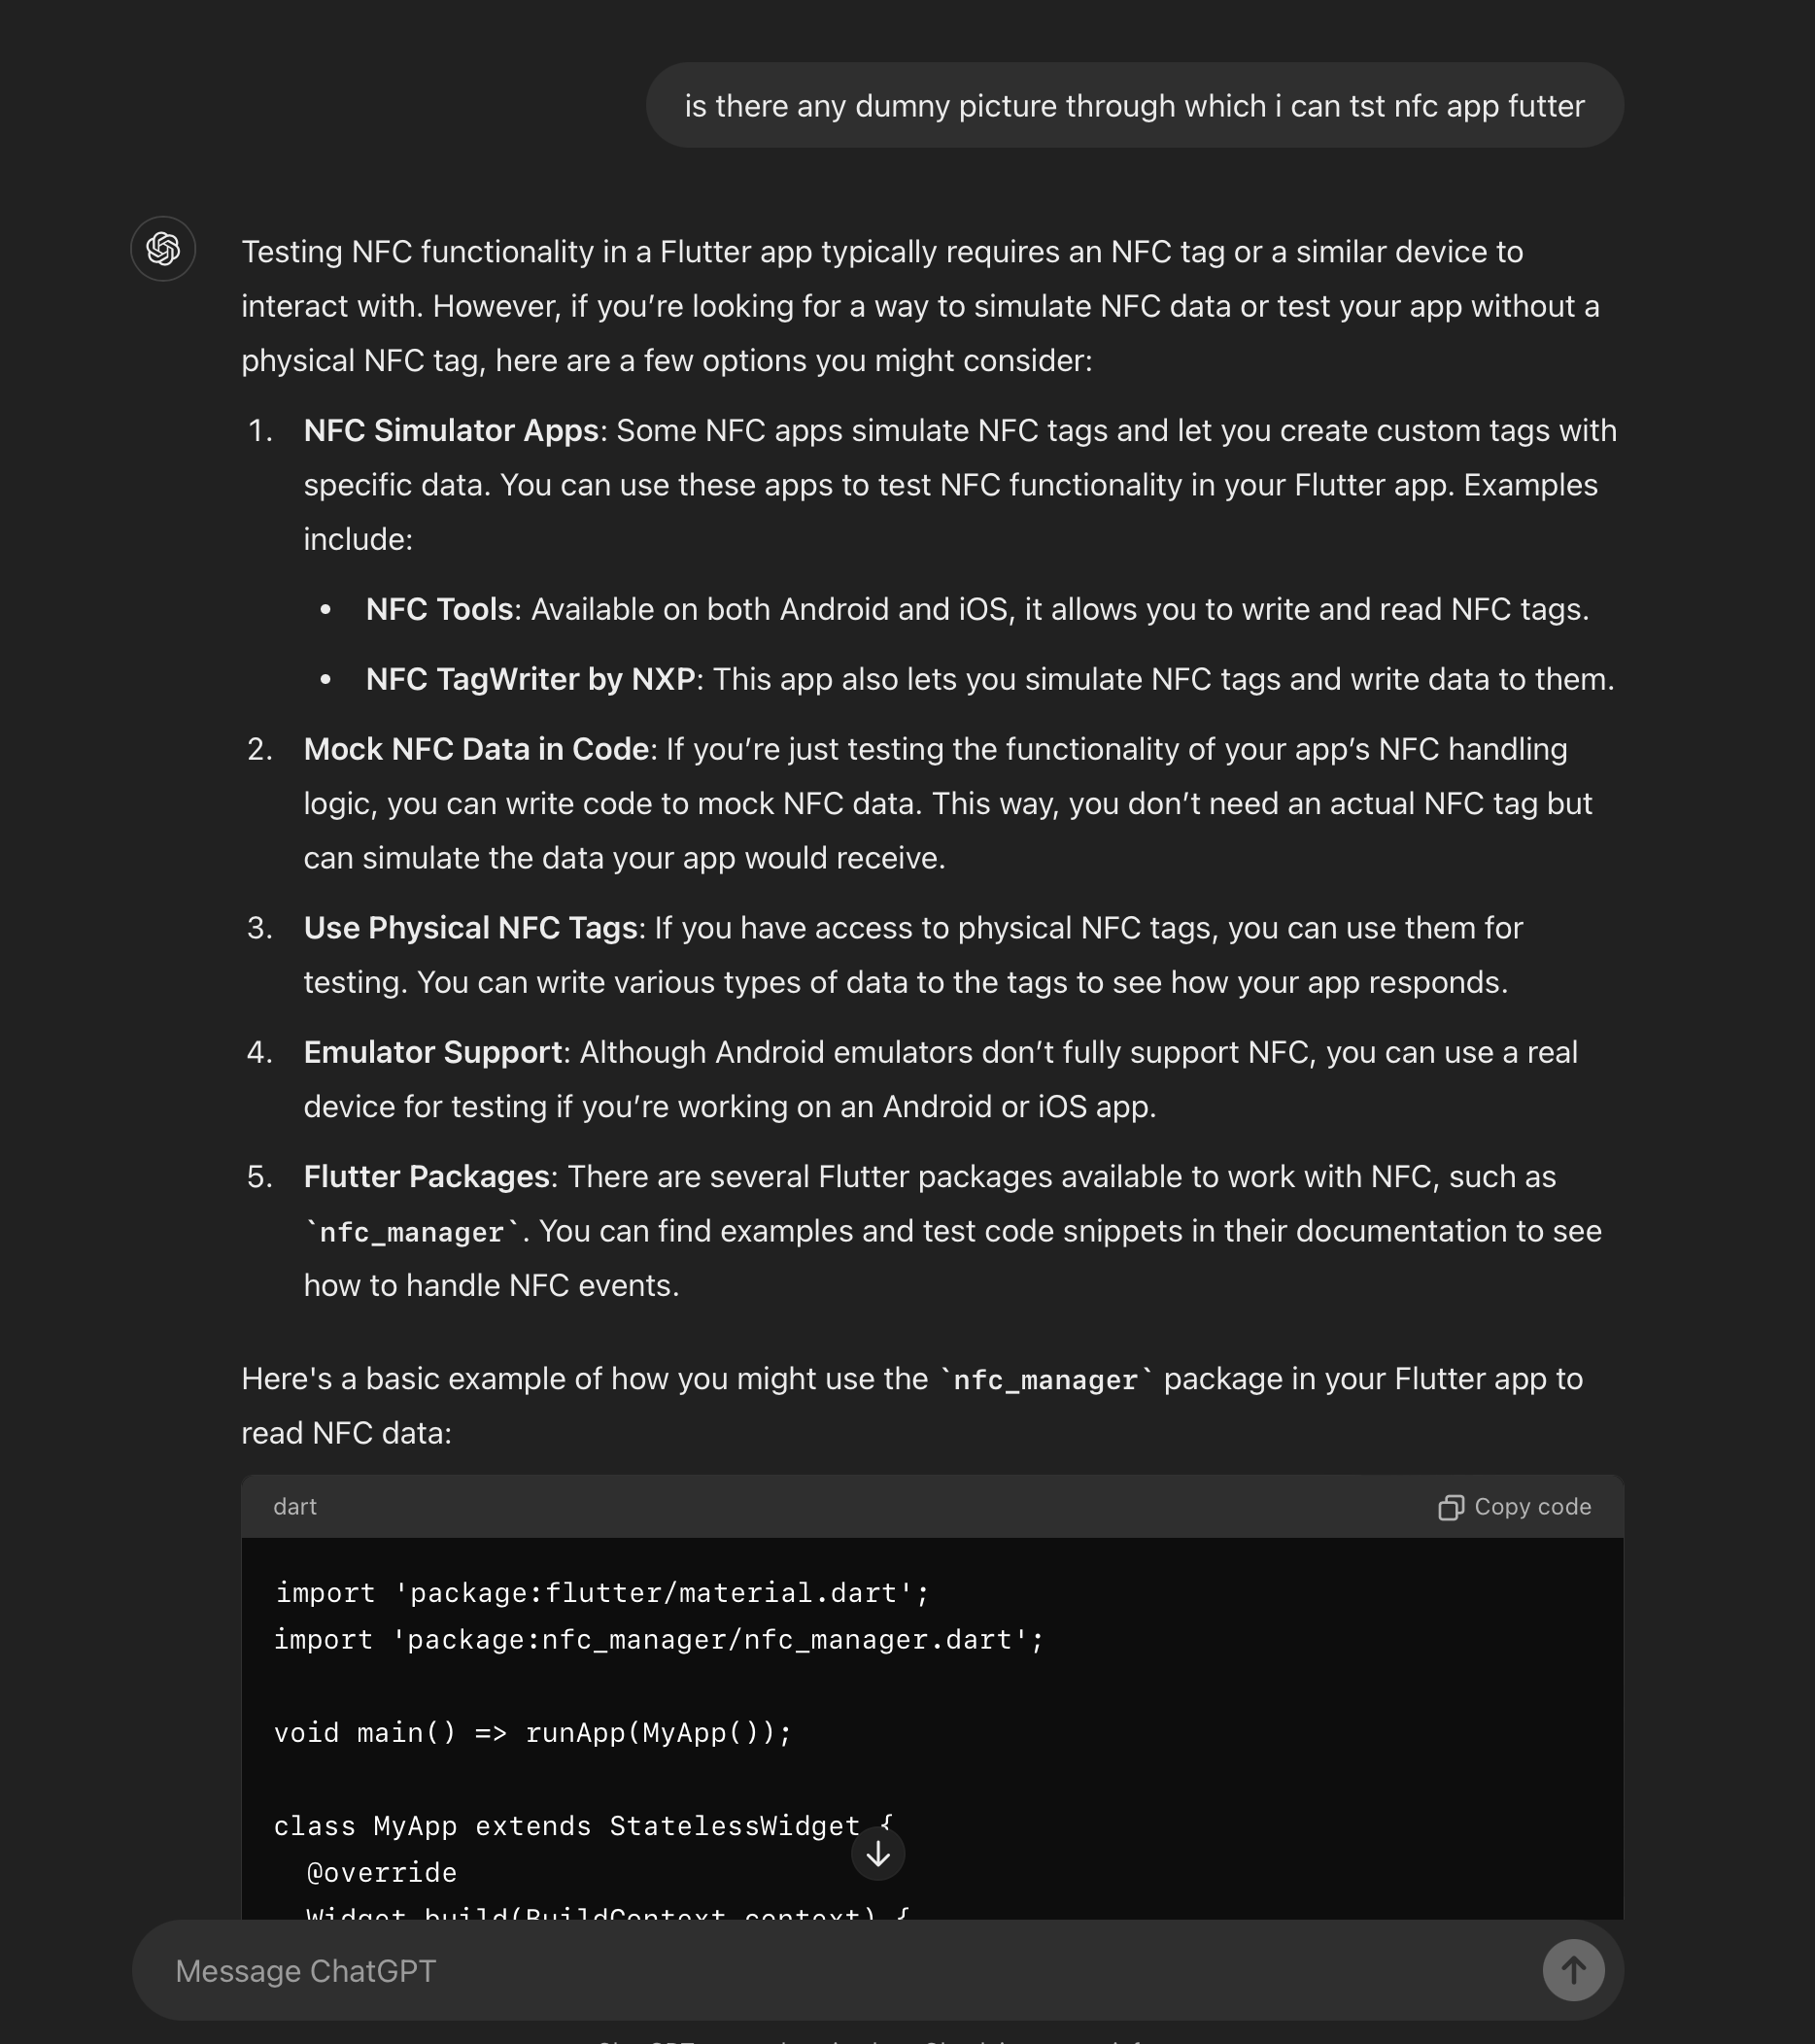 is there any dumny picture through which i can tst nfc app futter
Testing NFC functionality in a Flutter app typically requires an NFC tag or a similar device to
interact with. However, if you’re looking for a way to simulate NFC data or test your app without a
physical NFC tag, here are a few options you might consider:
1. NFC Simulator Apps: Some NFC apps simulate NFC tags and let you create custom tags with
specific data. You can use these apps to test NFC functionality in your Flutter app. Examples
include:
• NFC Tools: Available on both Android and iOS, it allows you to write and read NFC tags.
• NFC TagWriter by NXP: This app also lets you simulate NFC tags and write data to them.
2. Mock NFC Data in Code: If you’re just testing the functionality of your app’s NFC handling
logic, you can write code to mock NFC data. This way, you don’t need an actual NFC tag but
can simulate the data your app would receive.
3. Use Physical NFC Tags: If you have access to physical NFC tags, you can use them for
testing. You can write various types of data to the tags to see how your app responds.
4. Emulator Support: Although Android emulators don’t fully support NFC, you can use a real
device for testing if you’re working on an Android or iOS app.
5. Flutter Packages: There are several Flutter packages available to work with NFC, such as
`nfc_manager`. You can find examples and test code snippets in their documentation to see
how to handle NFC events.
Here's a basic example of how you might use the `nfc_manager` package in your Flutter app to
read NFC data:
dart Copy code
import 'package:flutter/material.dart';
import 'package:nfc_manager/nfc_manager.dart';
void main() => runApp(MyApp());
class MyApp extends StatelessWidget {
@override
Widget build(BuildContext context) {
Message ChatGPT